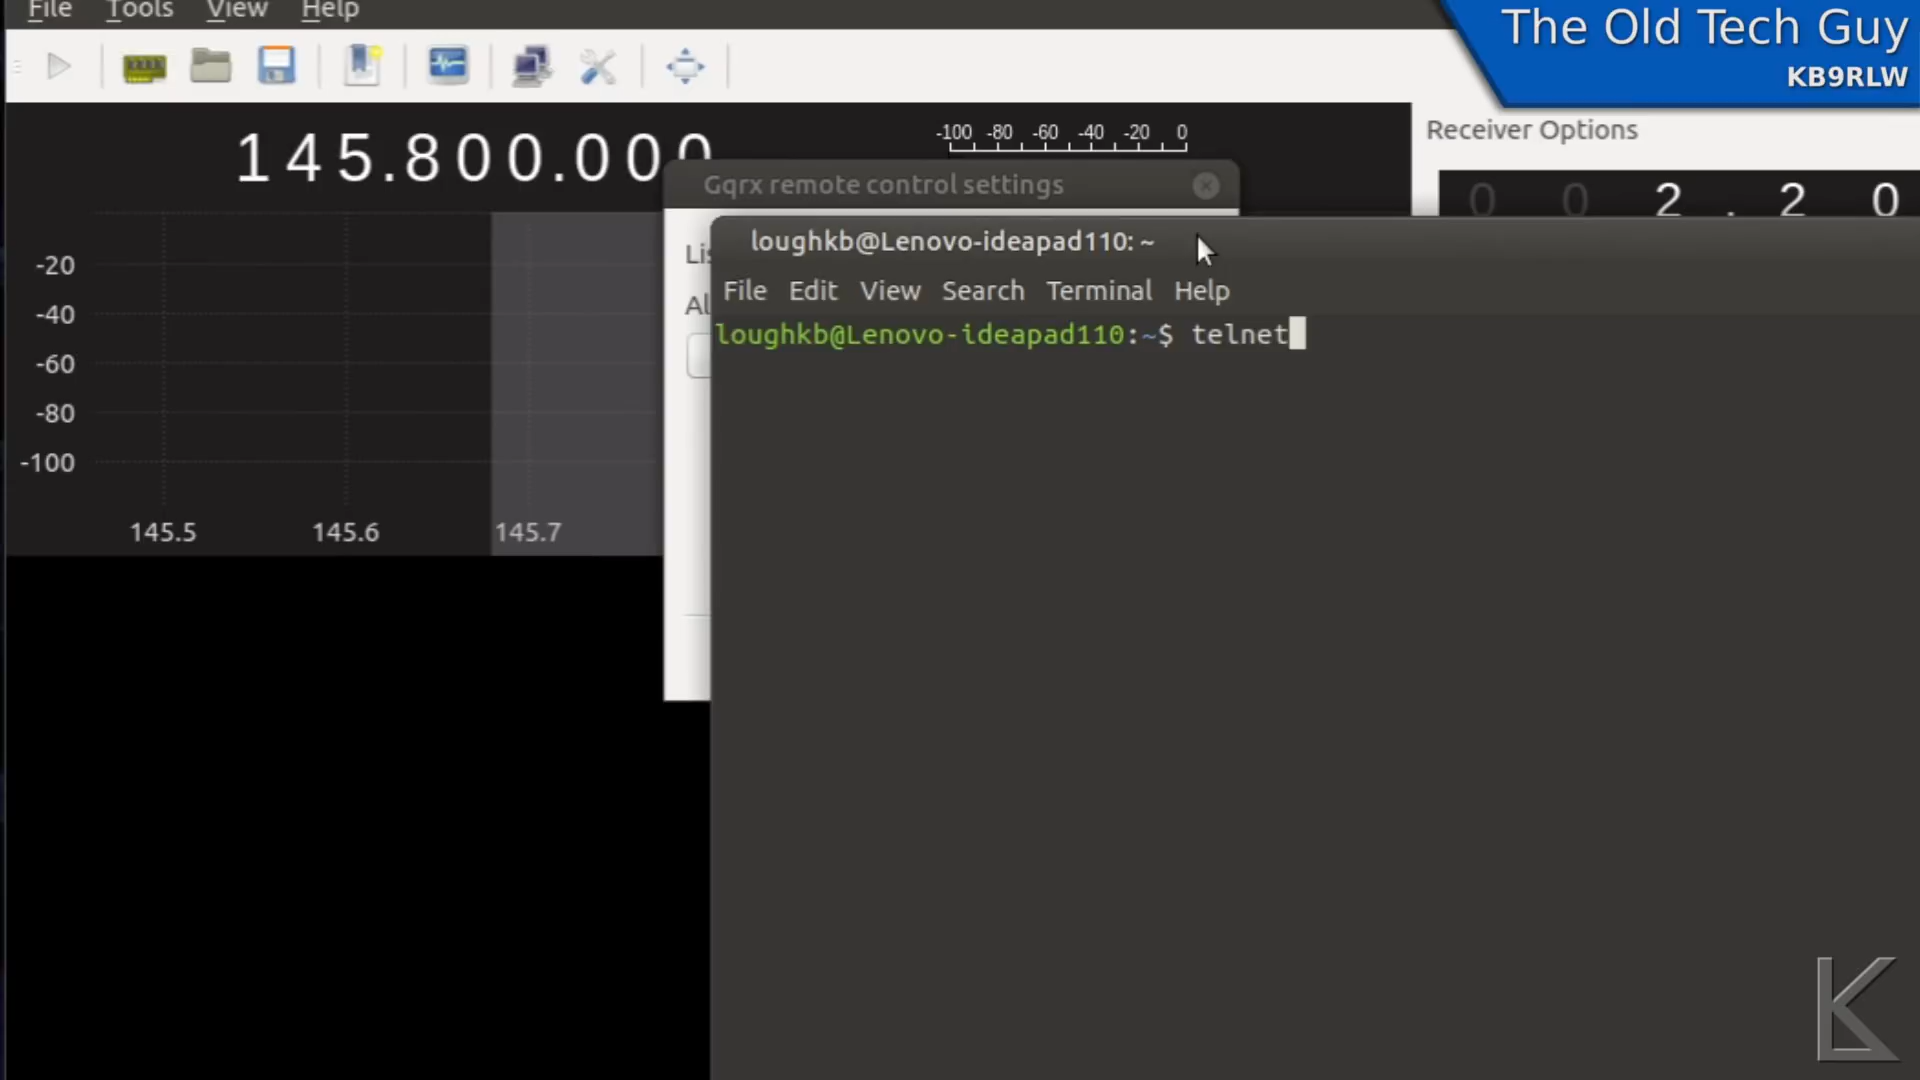 File Tools View Help
The Old Tech Guy
KB9RLW
145.800.000
-100 -80 -60 -40 -20 0
Receiver Options
0 0 2 . 2 0
Gqrx remote control settings
Lis
Al
loughkb@Lenovo-ideapad110: ~
File Edit View Search Terminal Help
loughkb@Lenovo-ideapad110:~$ telnet
-20
-40
-60
-80
-100
145.5 145.6 145.7
K